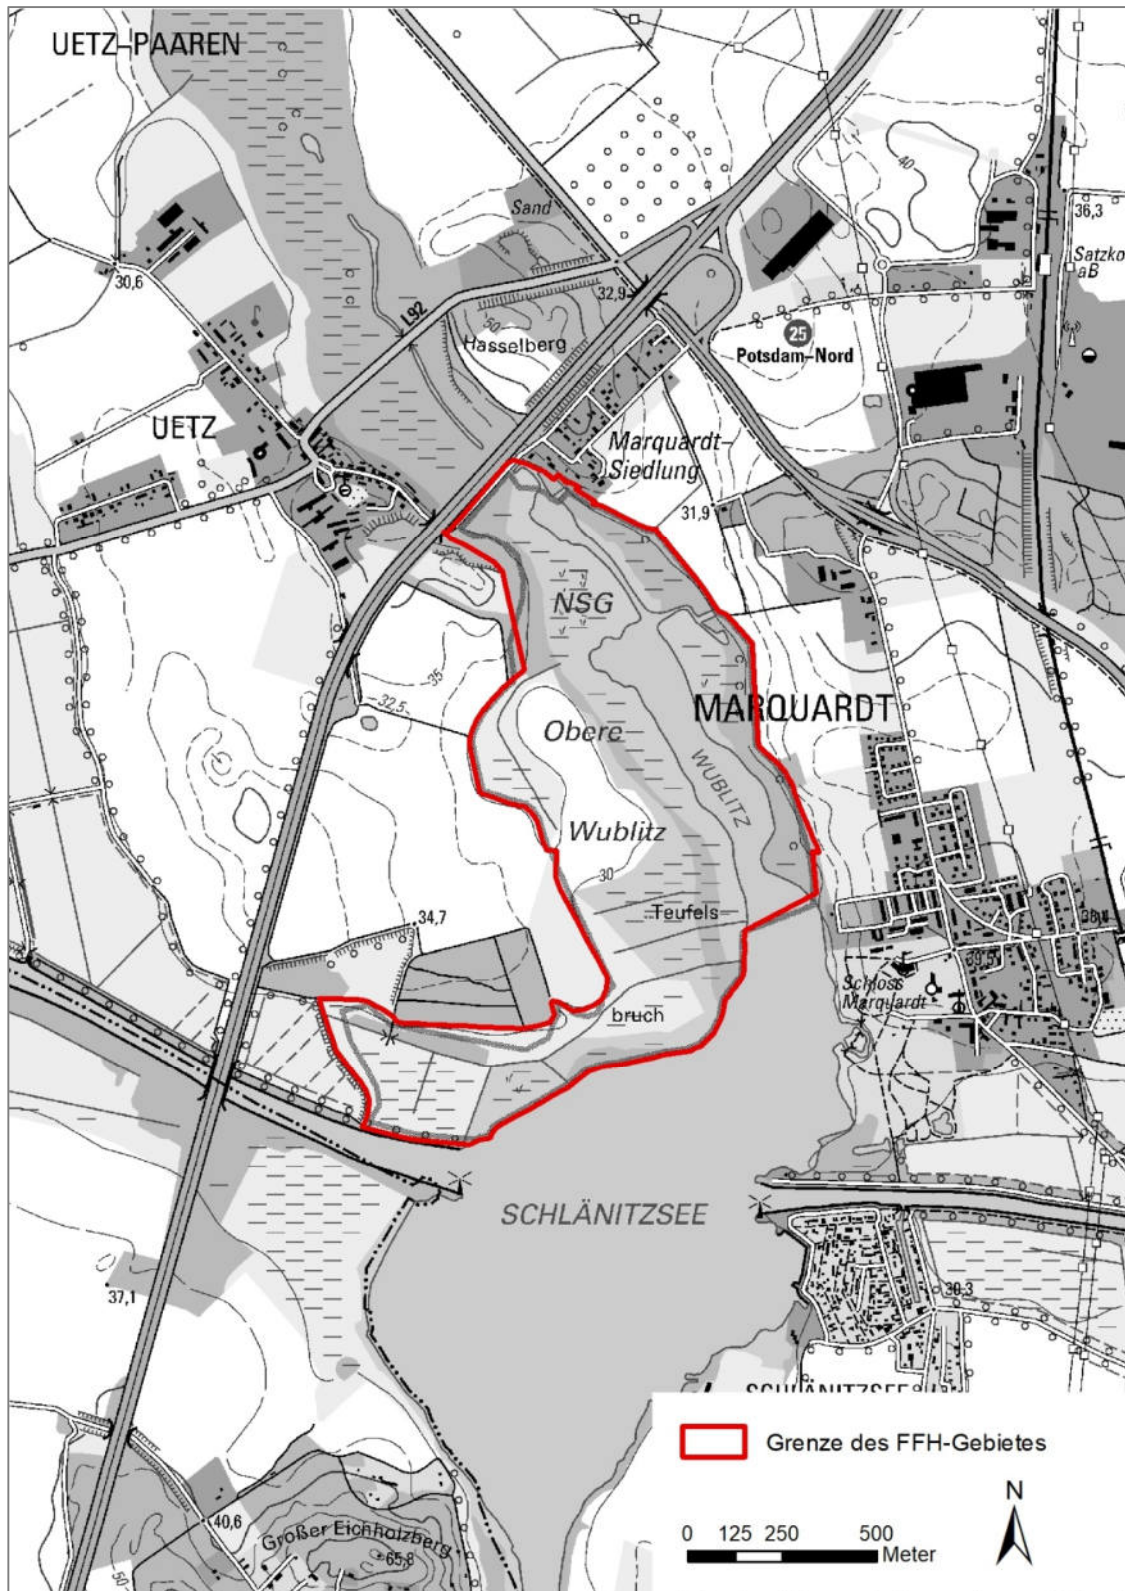 UETZ–PAAREN
40
Sand
36,3
Satzko
aB
30,6
32,9
L92
50
Hasselberg
25
Potsdam–Nord
UETZ
Marquardt–
Siedlung
31,9
NSG
35
32,5
MARQUARDT
Obere
WUBLITZ
Wublitz
30
34,7
Teufels
38,4
39,5
Schloss
Marquardt
bruch
SCHLÄNITZSEE
37,1
30,3
SCHLÄNITZSEE
Grenze des FFH-Gebietes
N
40,6
Großer Eichholzberg
65,8
50
0 125 250 500
Meter